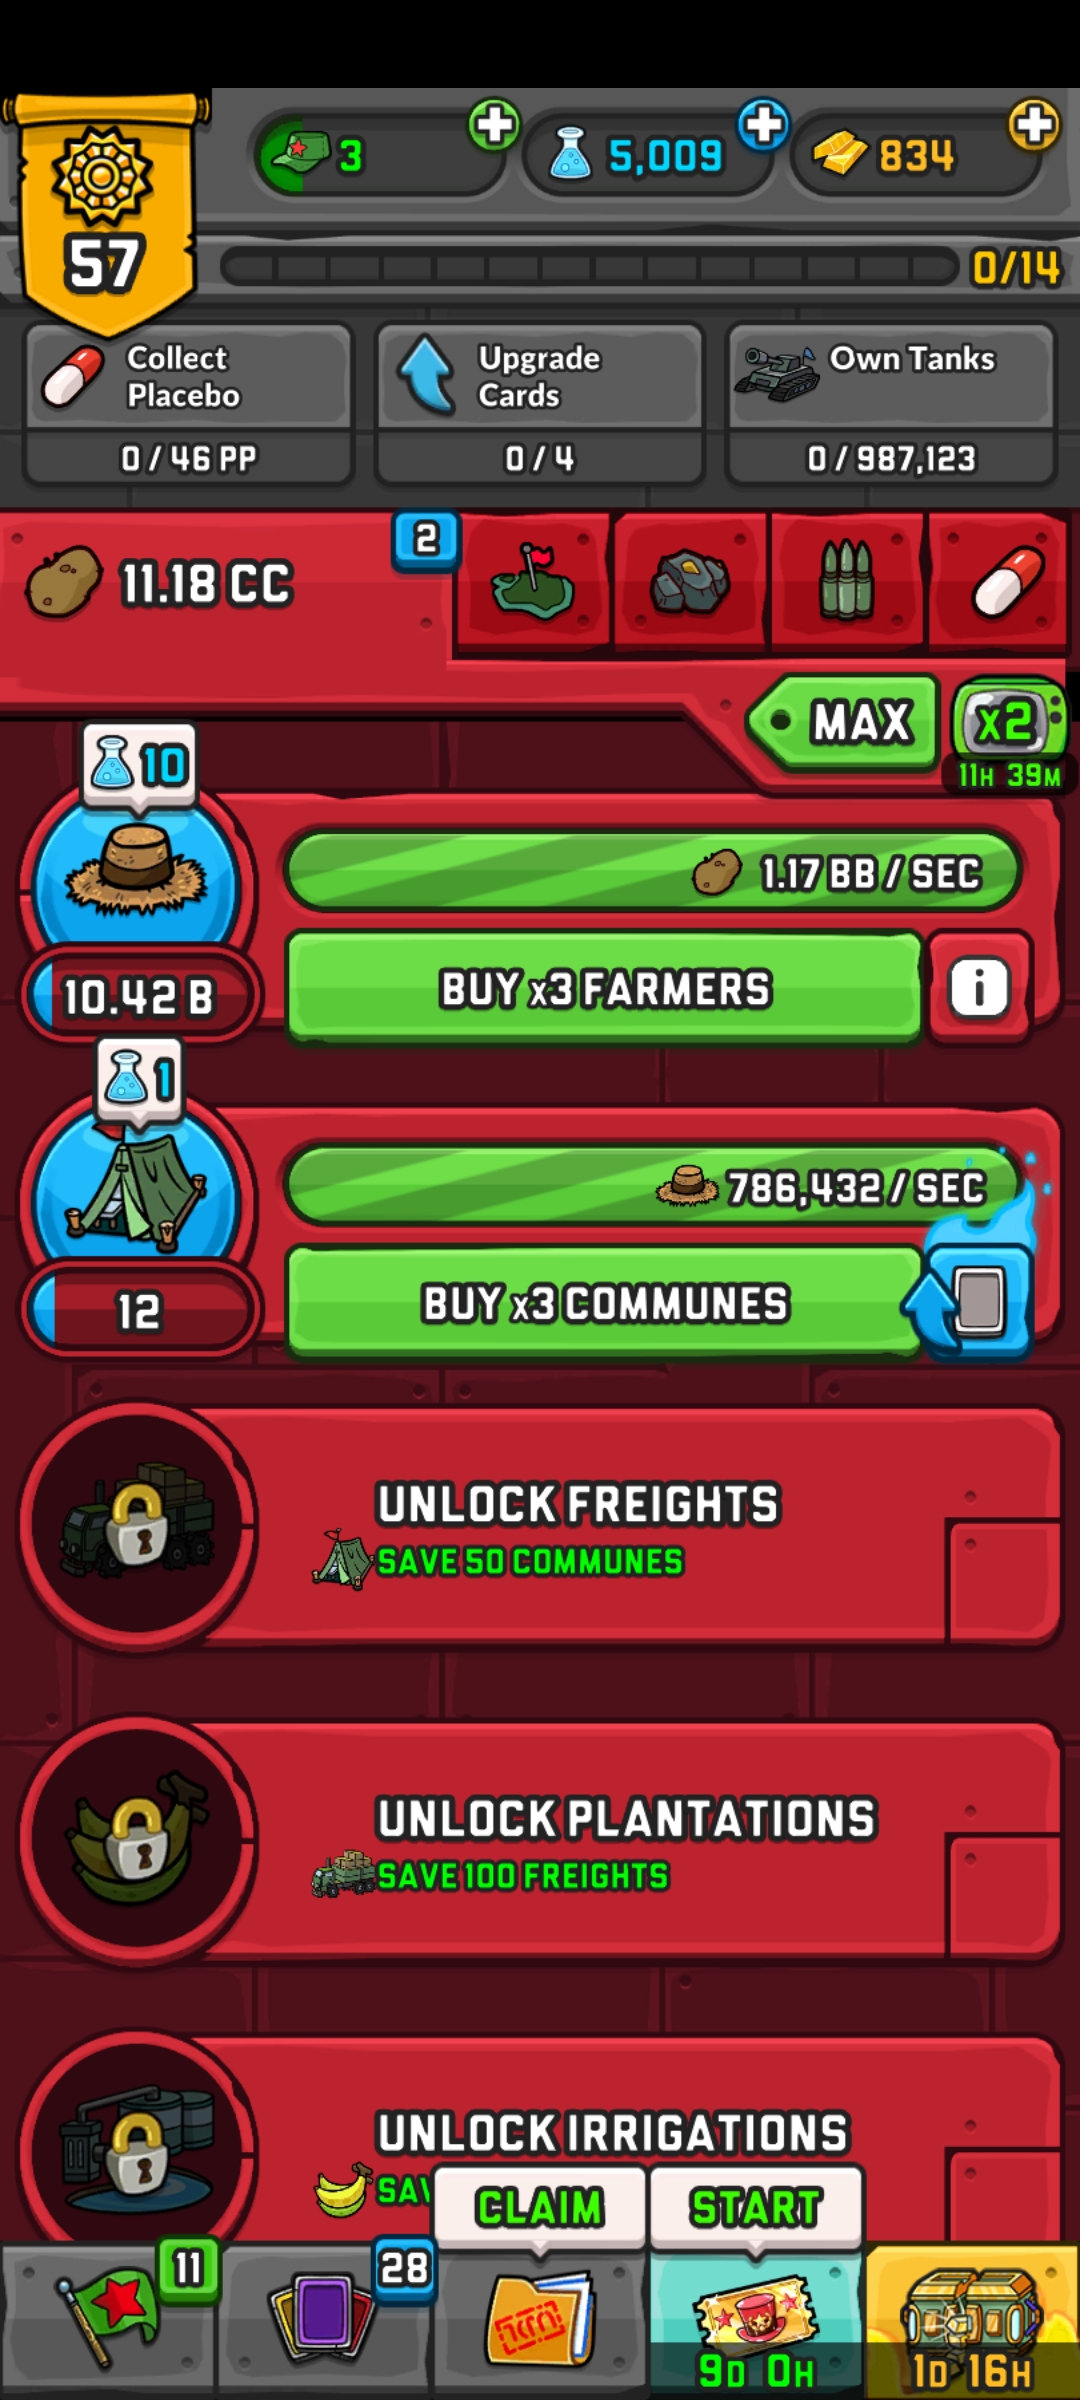 57
3
5,009
834
0/14
Collect
Placebo
0 / 46 PP
Upgrade
Cards
0 / 4
Own Tanks
0 / 987,123
11.18 CC
2
MAX
x2
11H 39M
10
1.17 BB / SEC
10.42 B
BUY x3 FARMERS
i
1
786,432 / SEC
12
BUY x3 COMMUNES
UNLOCK FREIGHTS
SAVE 50 COMMUNES
UNLOCK PLANTATIONS
SAVE 100 FREIGHTS
UNLOCK IRRIGATIONS
CLAIM
START
11
28
9D 0H
1D 16H